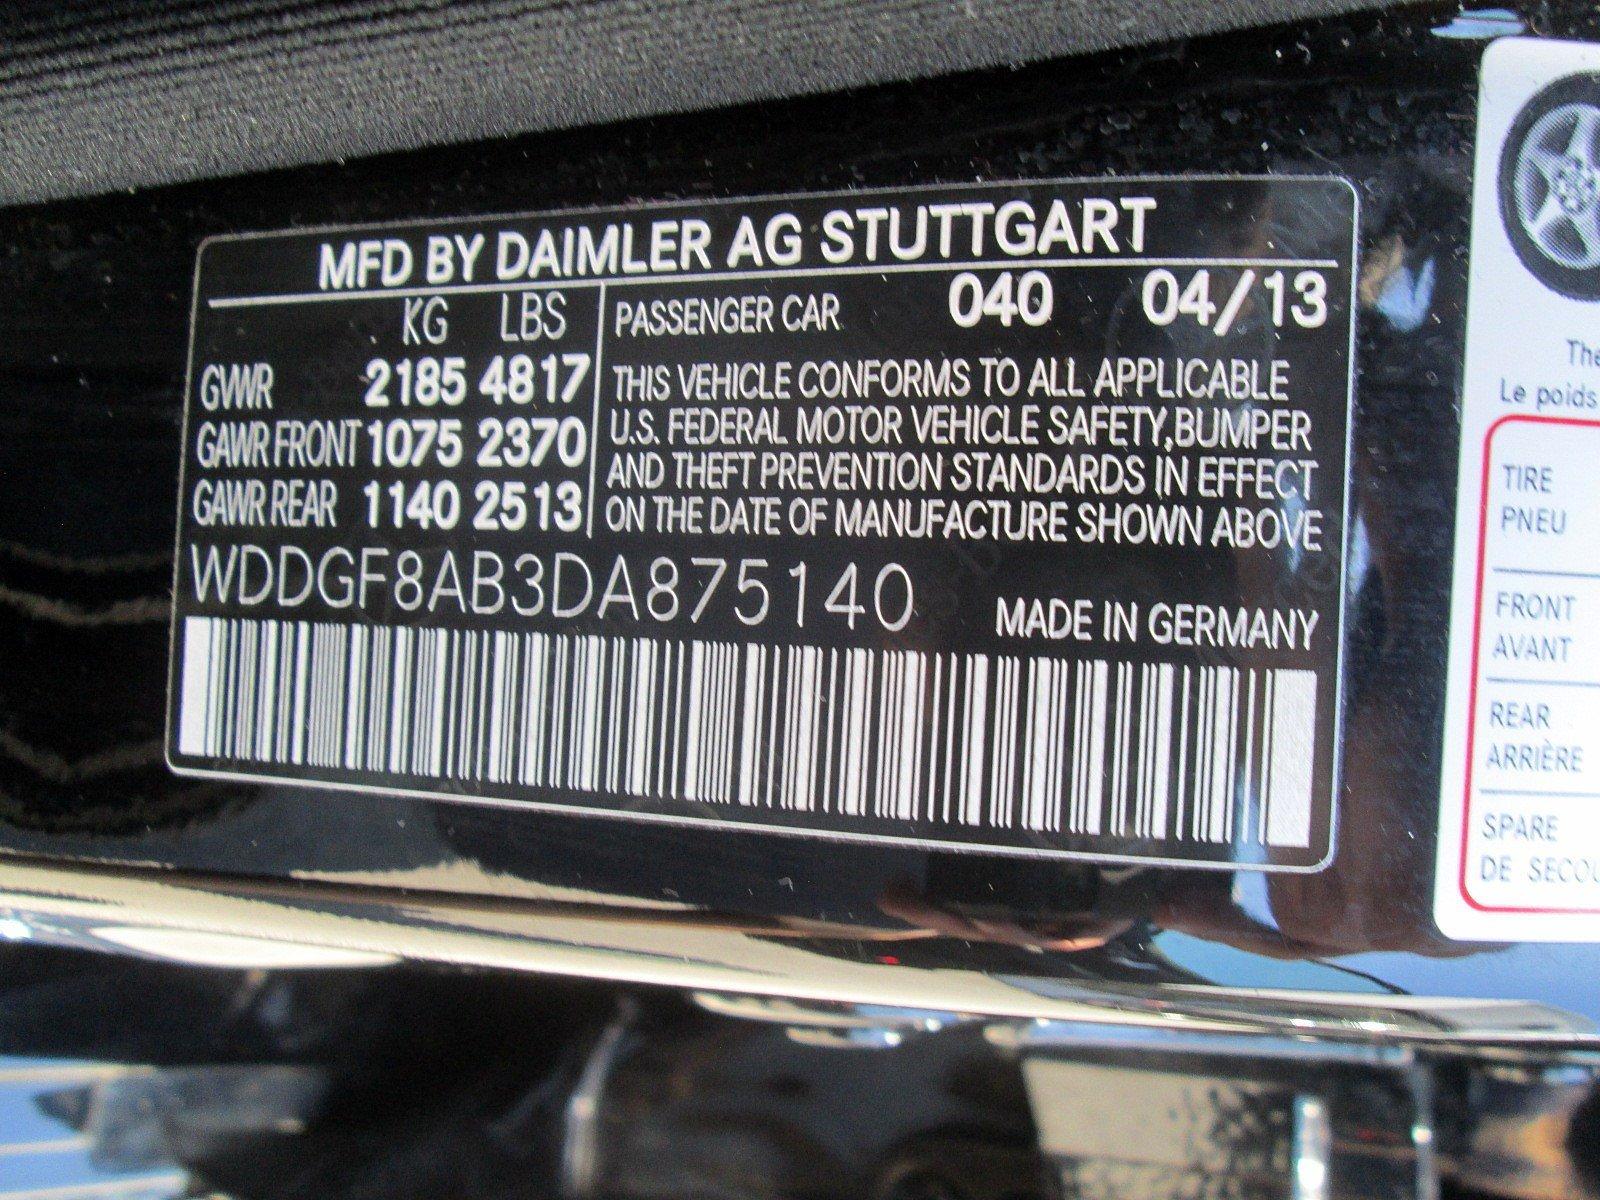 MFD BY DAIMLER AG STUTTGART
KG LBS
GVWR 2185 4817
GAWR FRONT 1075 2370
GAWR REAR 1140 2513
PASSENGER CAR 040 04/13
THIS VEHICLE CONFORMS TO ALL APPLICABLE
U.S. FEDERAL MOTOR VEHICLE SAFETY, BUMPER
AND THEFT PREVENTION STANDARDS IN EFFECT
ON THE DATE OF MANUFACTURE SHOWN ABOVE
WDDGF8AB3DA875140
MADE IN GERMANY
The
Le poids
TIRE
PNEU
FRONT
AVANT
REAR
ARRIÈRE
SPARE
DE SECOU